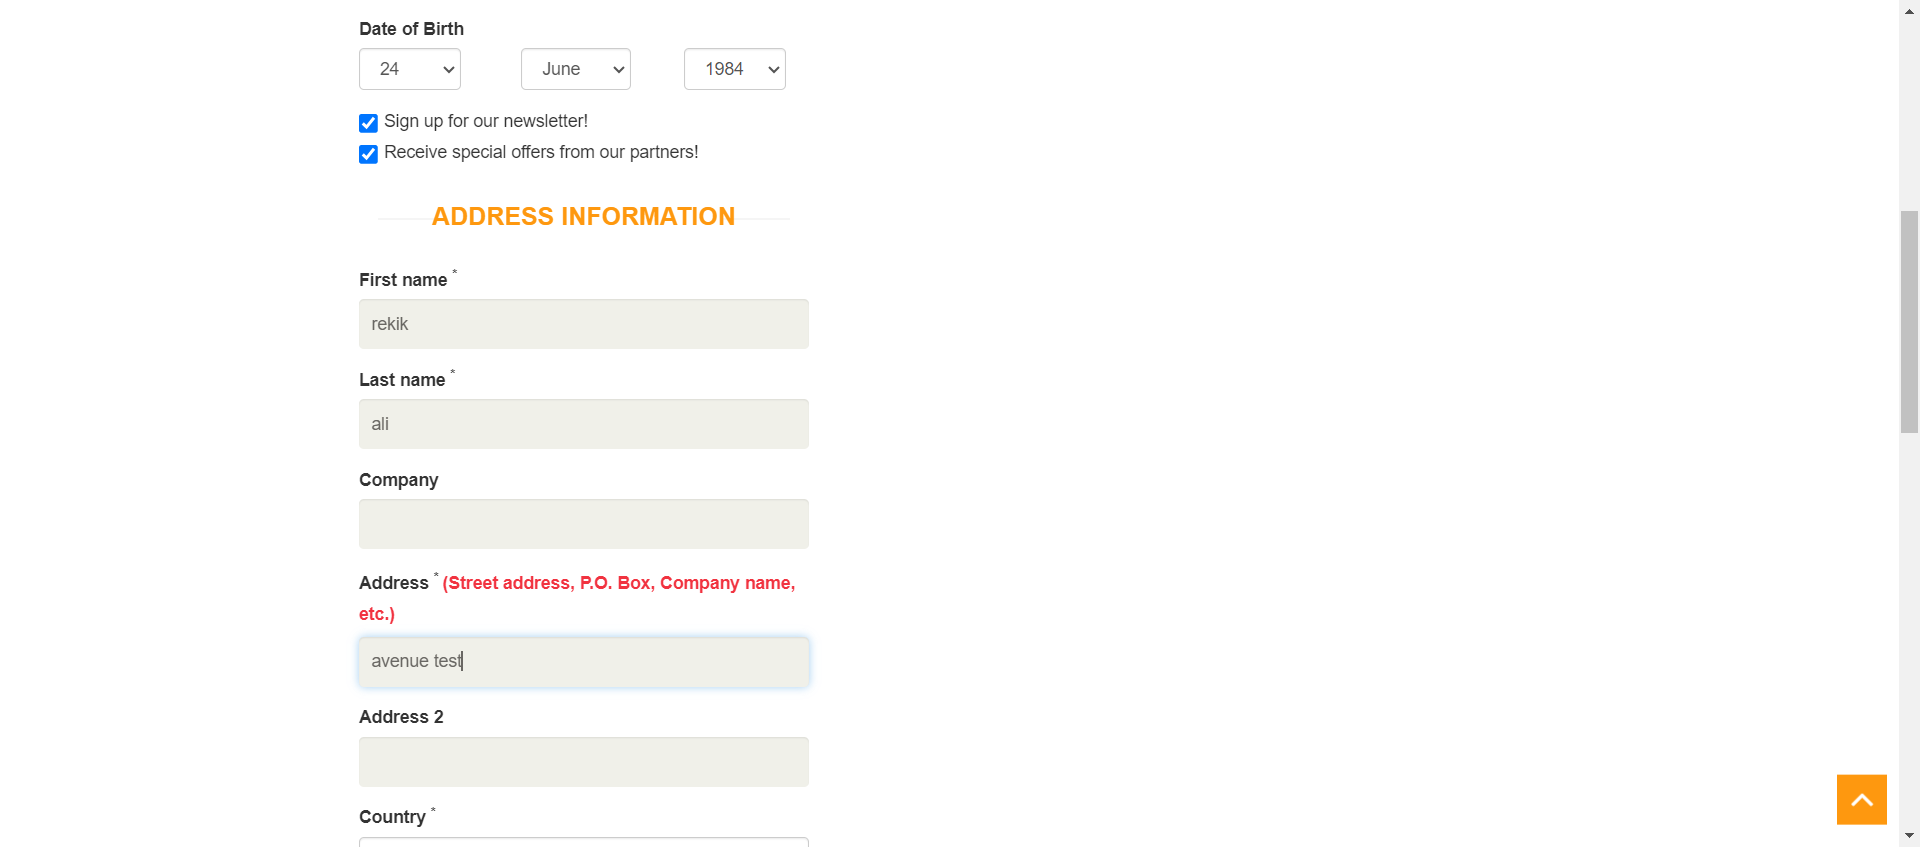 Date of Birth
24 June 1984
Sign up for our newsletter!
Receive special offers from our partners!
ADDRESS INFORMATION
First name *
rekik
Last name *
ali
Company
Address * (Street address, P.O. Box, Company name,
etc.)
avenue test
Address 2
Country *